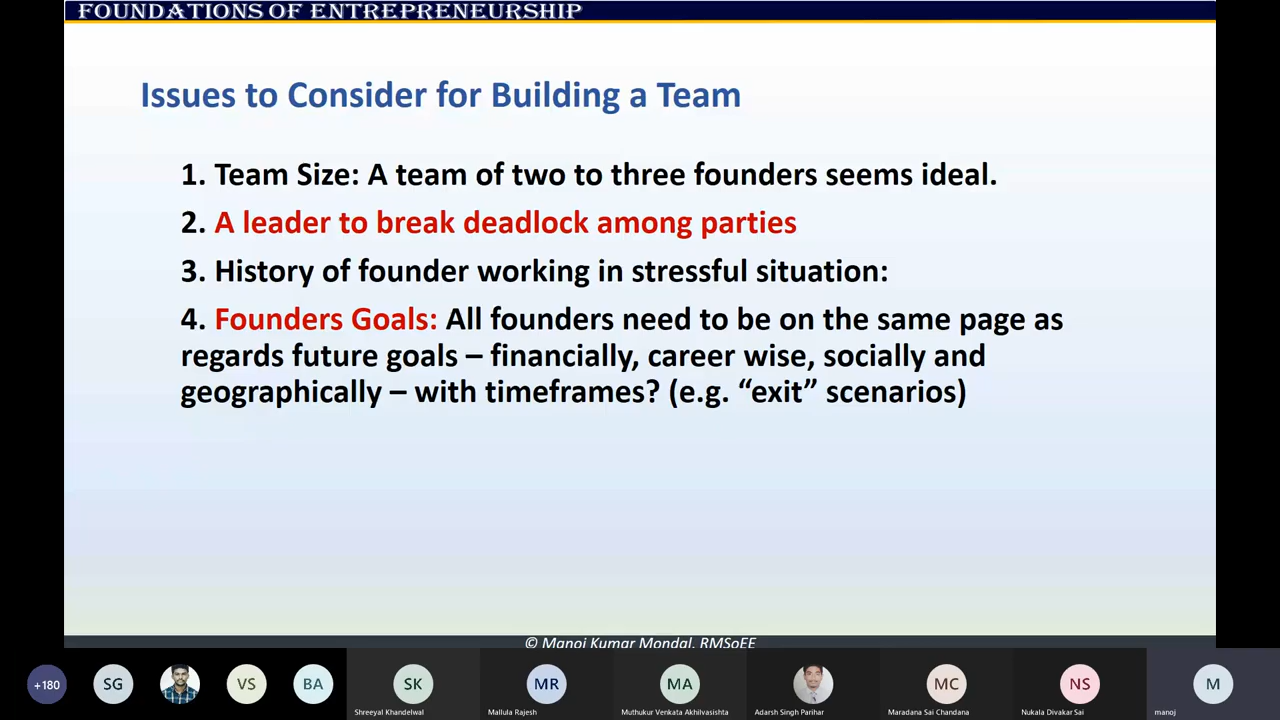 FOUNDATIONS OF ENTREPRENEURSHIP
Issues to Consider for Building a Team
1. Team Size: A team of two to three founders seems ideal.
2. A leader to break deadlock among parties
3. History of founder working in stressful situation:
4. Founders Goals: All founders need to be on the same page as
regards future goals – financially, career wise, socially and
geographically – with timeframes? (e.g. “exit” scenarios)
© Manoj Kumar Mondal, RMSoEE
+180
SG
VS
BA
SK
MR
MA
MC
NS
M
Shreeyal Khandelwal
Mallula Rajesh
Muthukur Venkata Akhilvasishta
Adarsh Singh Parihar
Maradana Sai Chandana
Nukala Divakar Sai
manoj